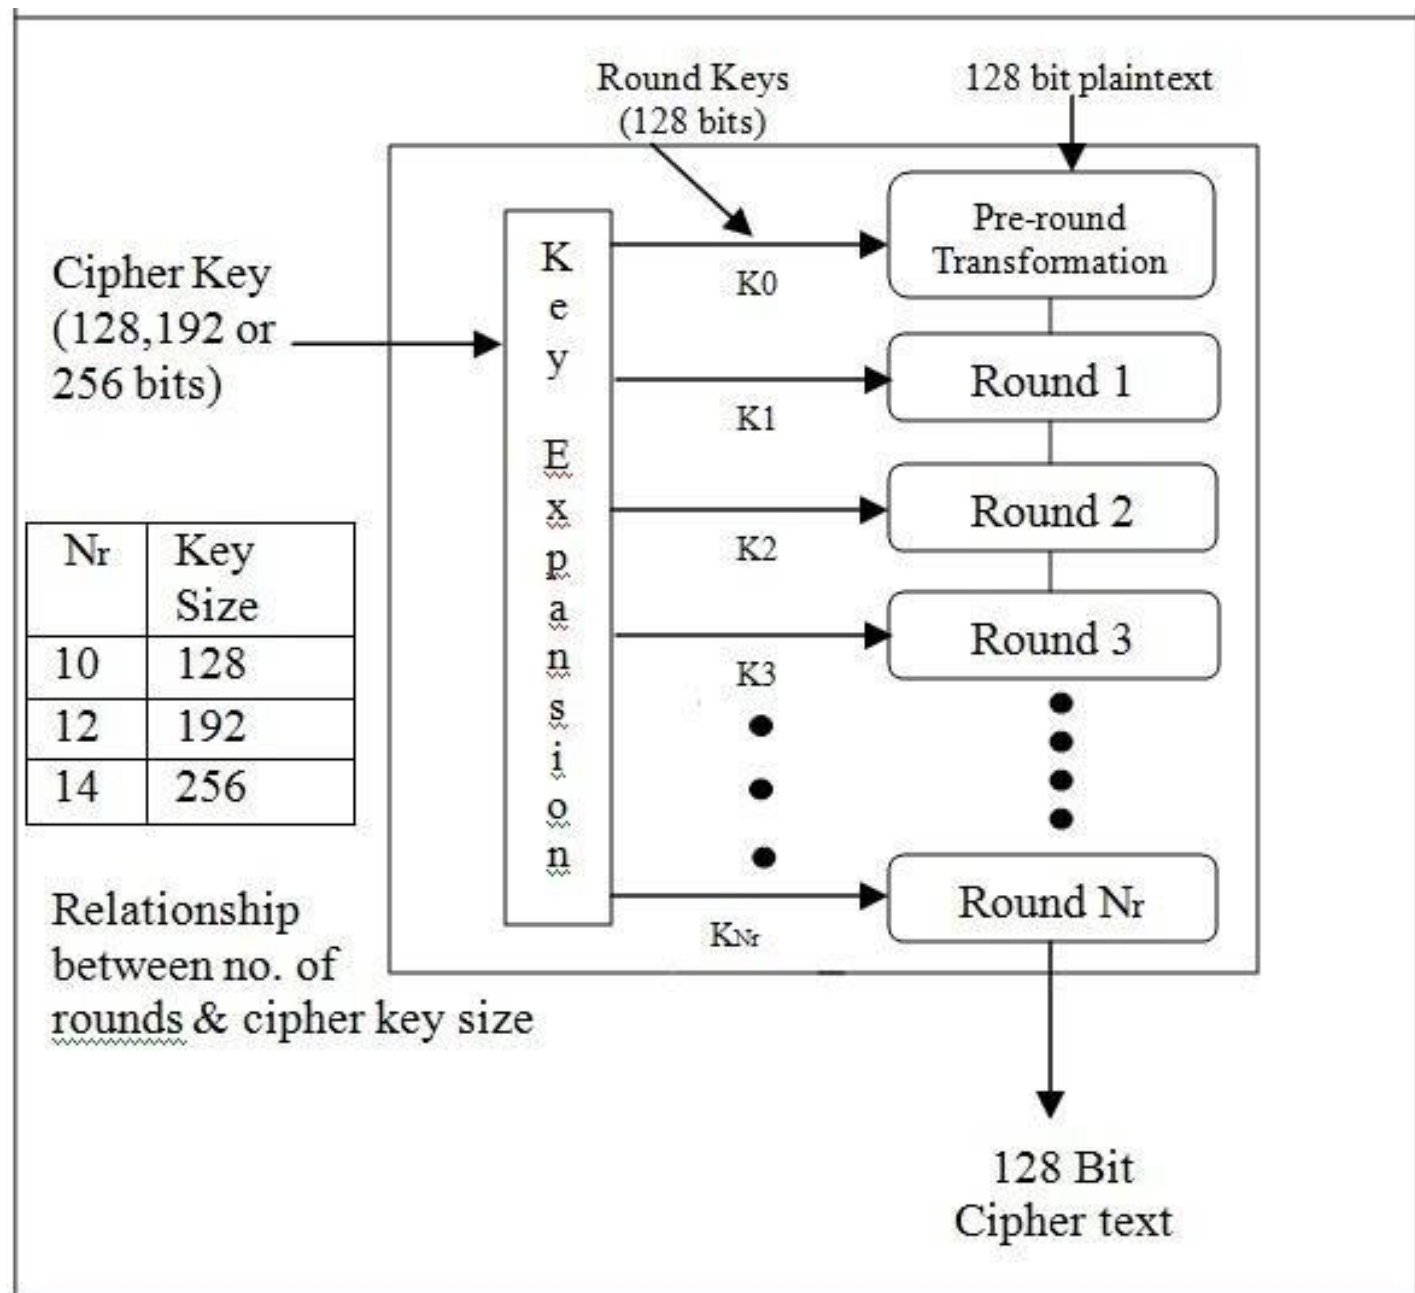 Round Keys
(128 bits)
128 bit plaintext
Cipher Key
(128,192 or
256 bits)
Key Expansion
K0
K1
K2
K3
KNr
Pre-round
Transformation
Round 1
Round 2
Round 3
Round Nr
Nr Key
Size
10 128
12 192
14 256
Relationship
between no. of
rounds & cipher key size
128 Bit
Cipher text